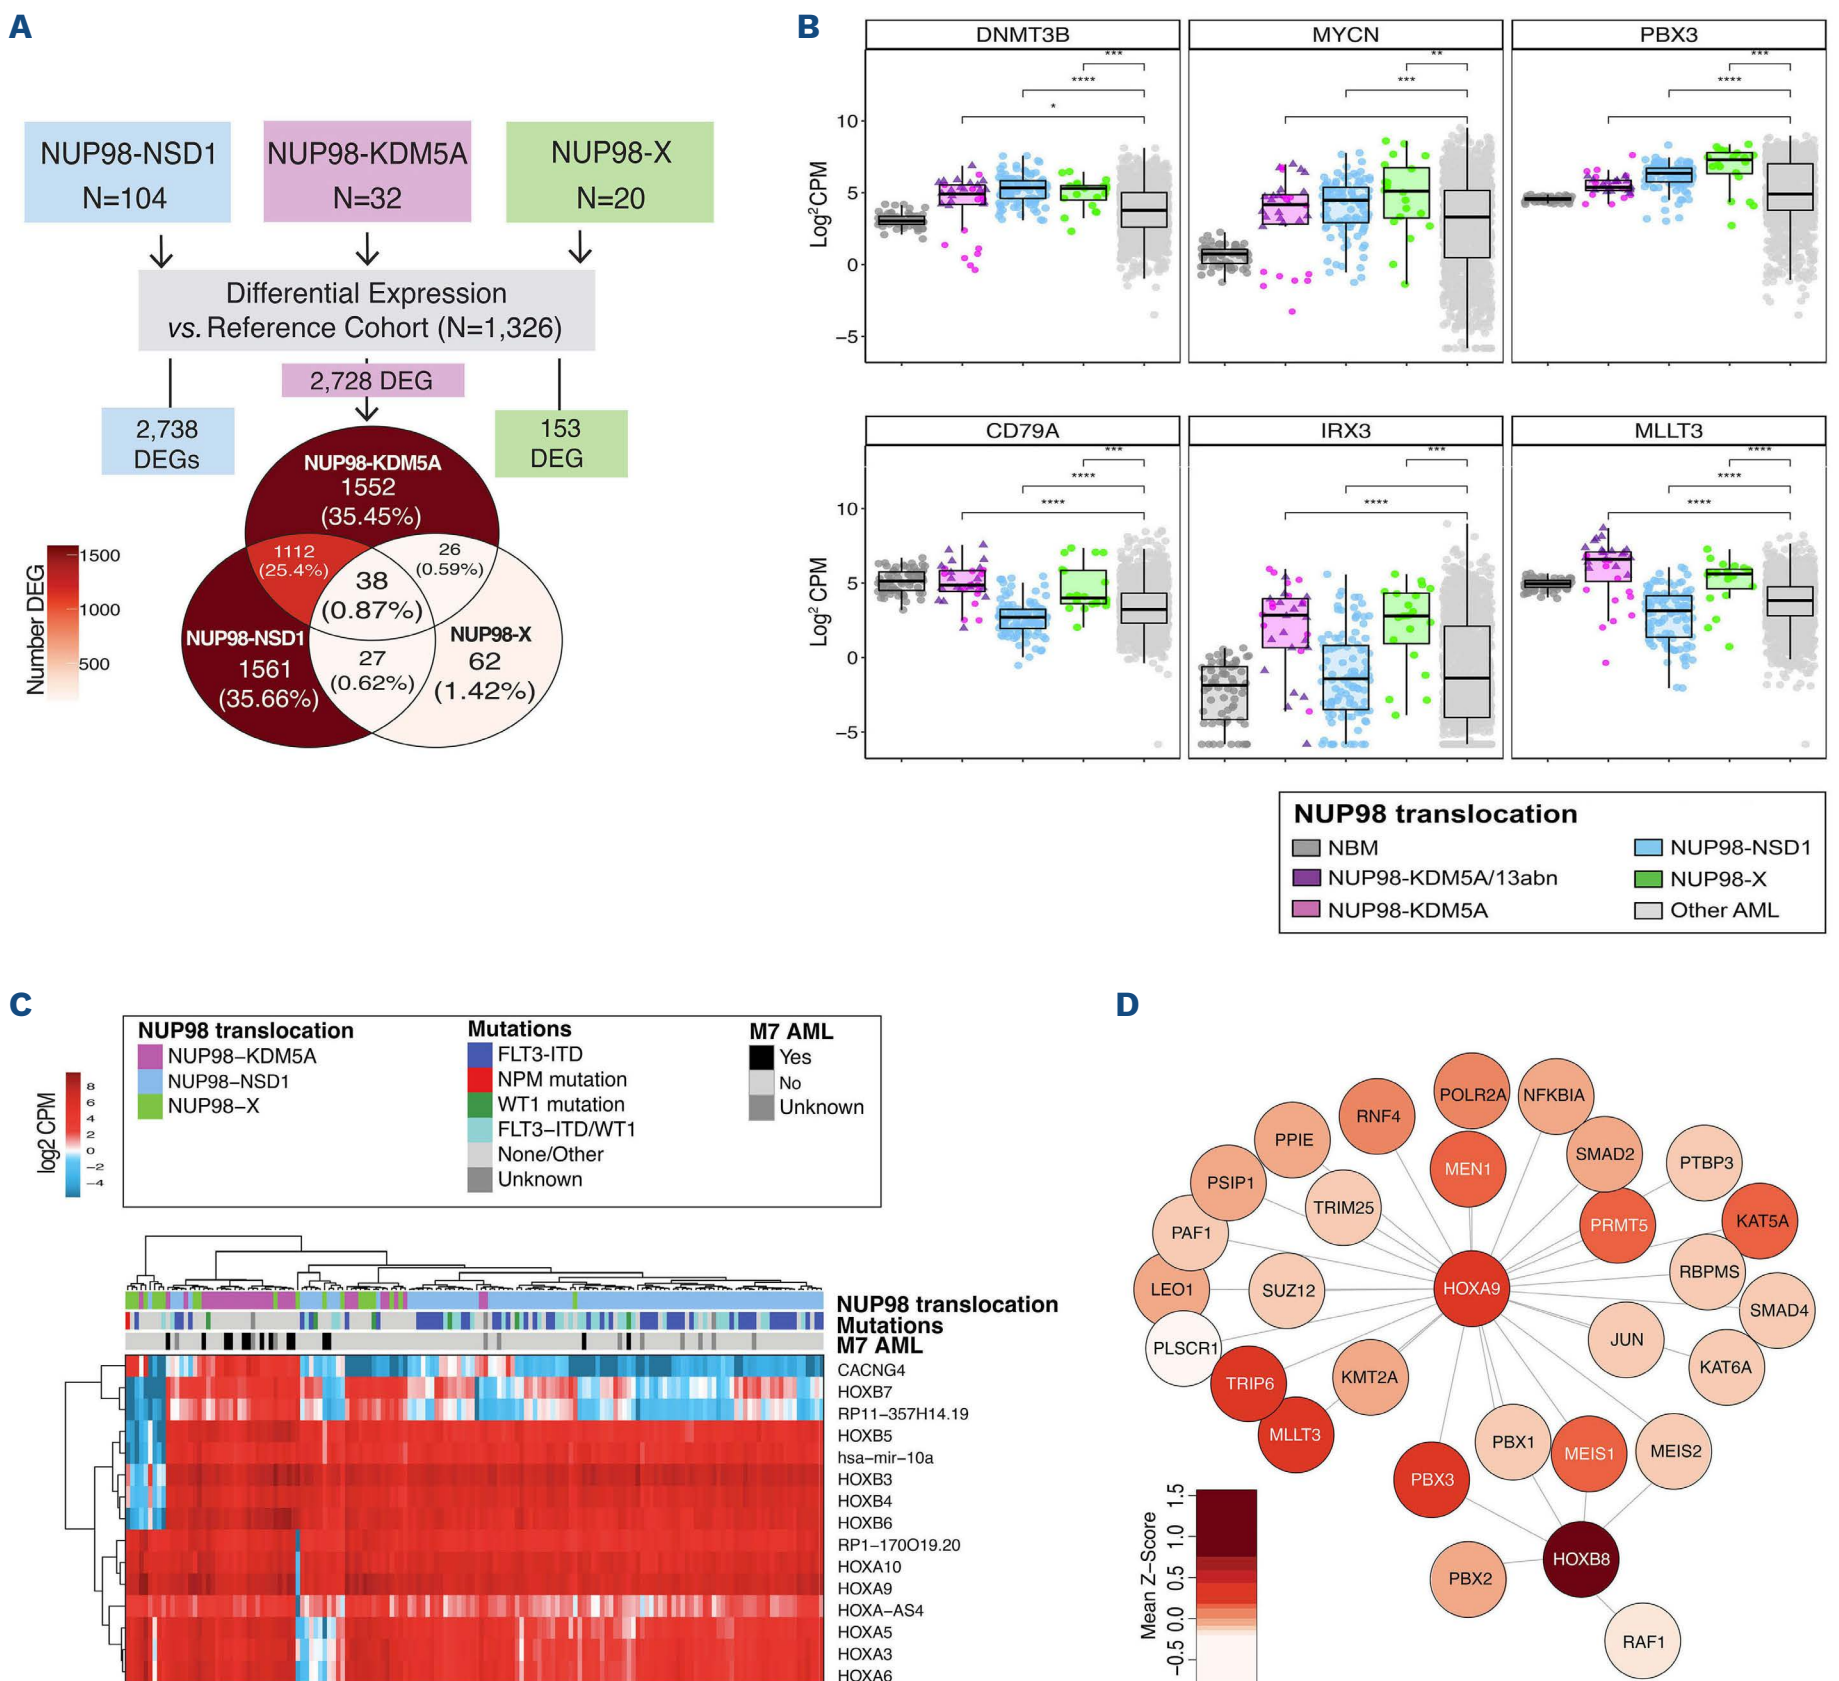 A
NUP98-NSD1
N=104
NUP98-KDM5A
N=32
NUP98-X
N=20
Differential Expression
vs. Reference Cohort (N=1,326)
2,738
DEGs
2,728 DEG
153
DEG
NUP98-KDM5A
1552
(35.45%)
1112
(25.4%)
26
(0.59%)
38
(0.87%)
NUP98-NSD1
1561
(35.66%)
27
(0.62%)
NUP98-X
62
(1.42%)
Number DEG
1500
1000
500
B
DNMT3B
MYCN
PBX3
***
****
*
**
***
***
****
Log²CPM
10
5
0
−5
CD79A
IRX3
MLLT3
***
****
****
***
****
****
****
****
Log² CPM
10
5
0
−5
NUP98 translocation
NBM
NUP98-KDM5A/13abn
NUP98-KDM5A
NUP98-NSD1
NUP98-X
Other AML
C
log2 CPM
8
6
4
2
0
−2
−4
NUP98 translocation
NUP98−KDM5A
NUP98−NSD1
NUP98−X
Mutations
FLT3-ITD
NPM mutation
WT1 mutation
FLT3−ITD/WT1
None/Other
Unknown
M7 AML
Yes
No
Unknown
NUP98 translocation
Mutations
M7 AML
CACNG4
HOXB7
RP11−357H14.19
HOXB5
hsa−mir−10a
HOXB3
HOXB4
HOXB6
RP1−170O19.20
HOXA10
HOXA9
HOXA−AS4
HOXA5
HOXA3
HOXA6
D
POLR2A
NFKBIA
RNF4
PPIE
MEN1
SMAD2
PTBP3
PSIP1
TRIM25
PRMT5
KAT5A
PAF1
RBPMS
LEO1
SUZ12
HOXA9
SMAD4
PLSCR1
JUN
KAT6A
TRIP6
KMT2A
MLLT3
PBX1
MEIS1
MEIS2
PBX3
HOXB8
PBX2
RAF1
Mean Z−Score
1.5
1.0
0.5
0.0
−0.5